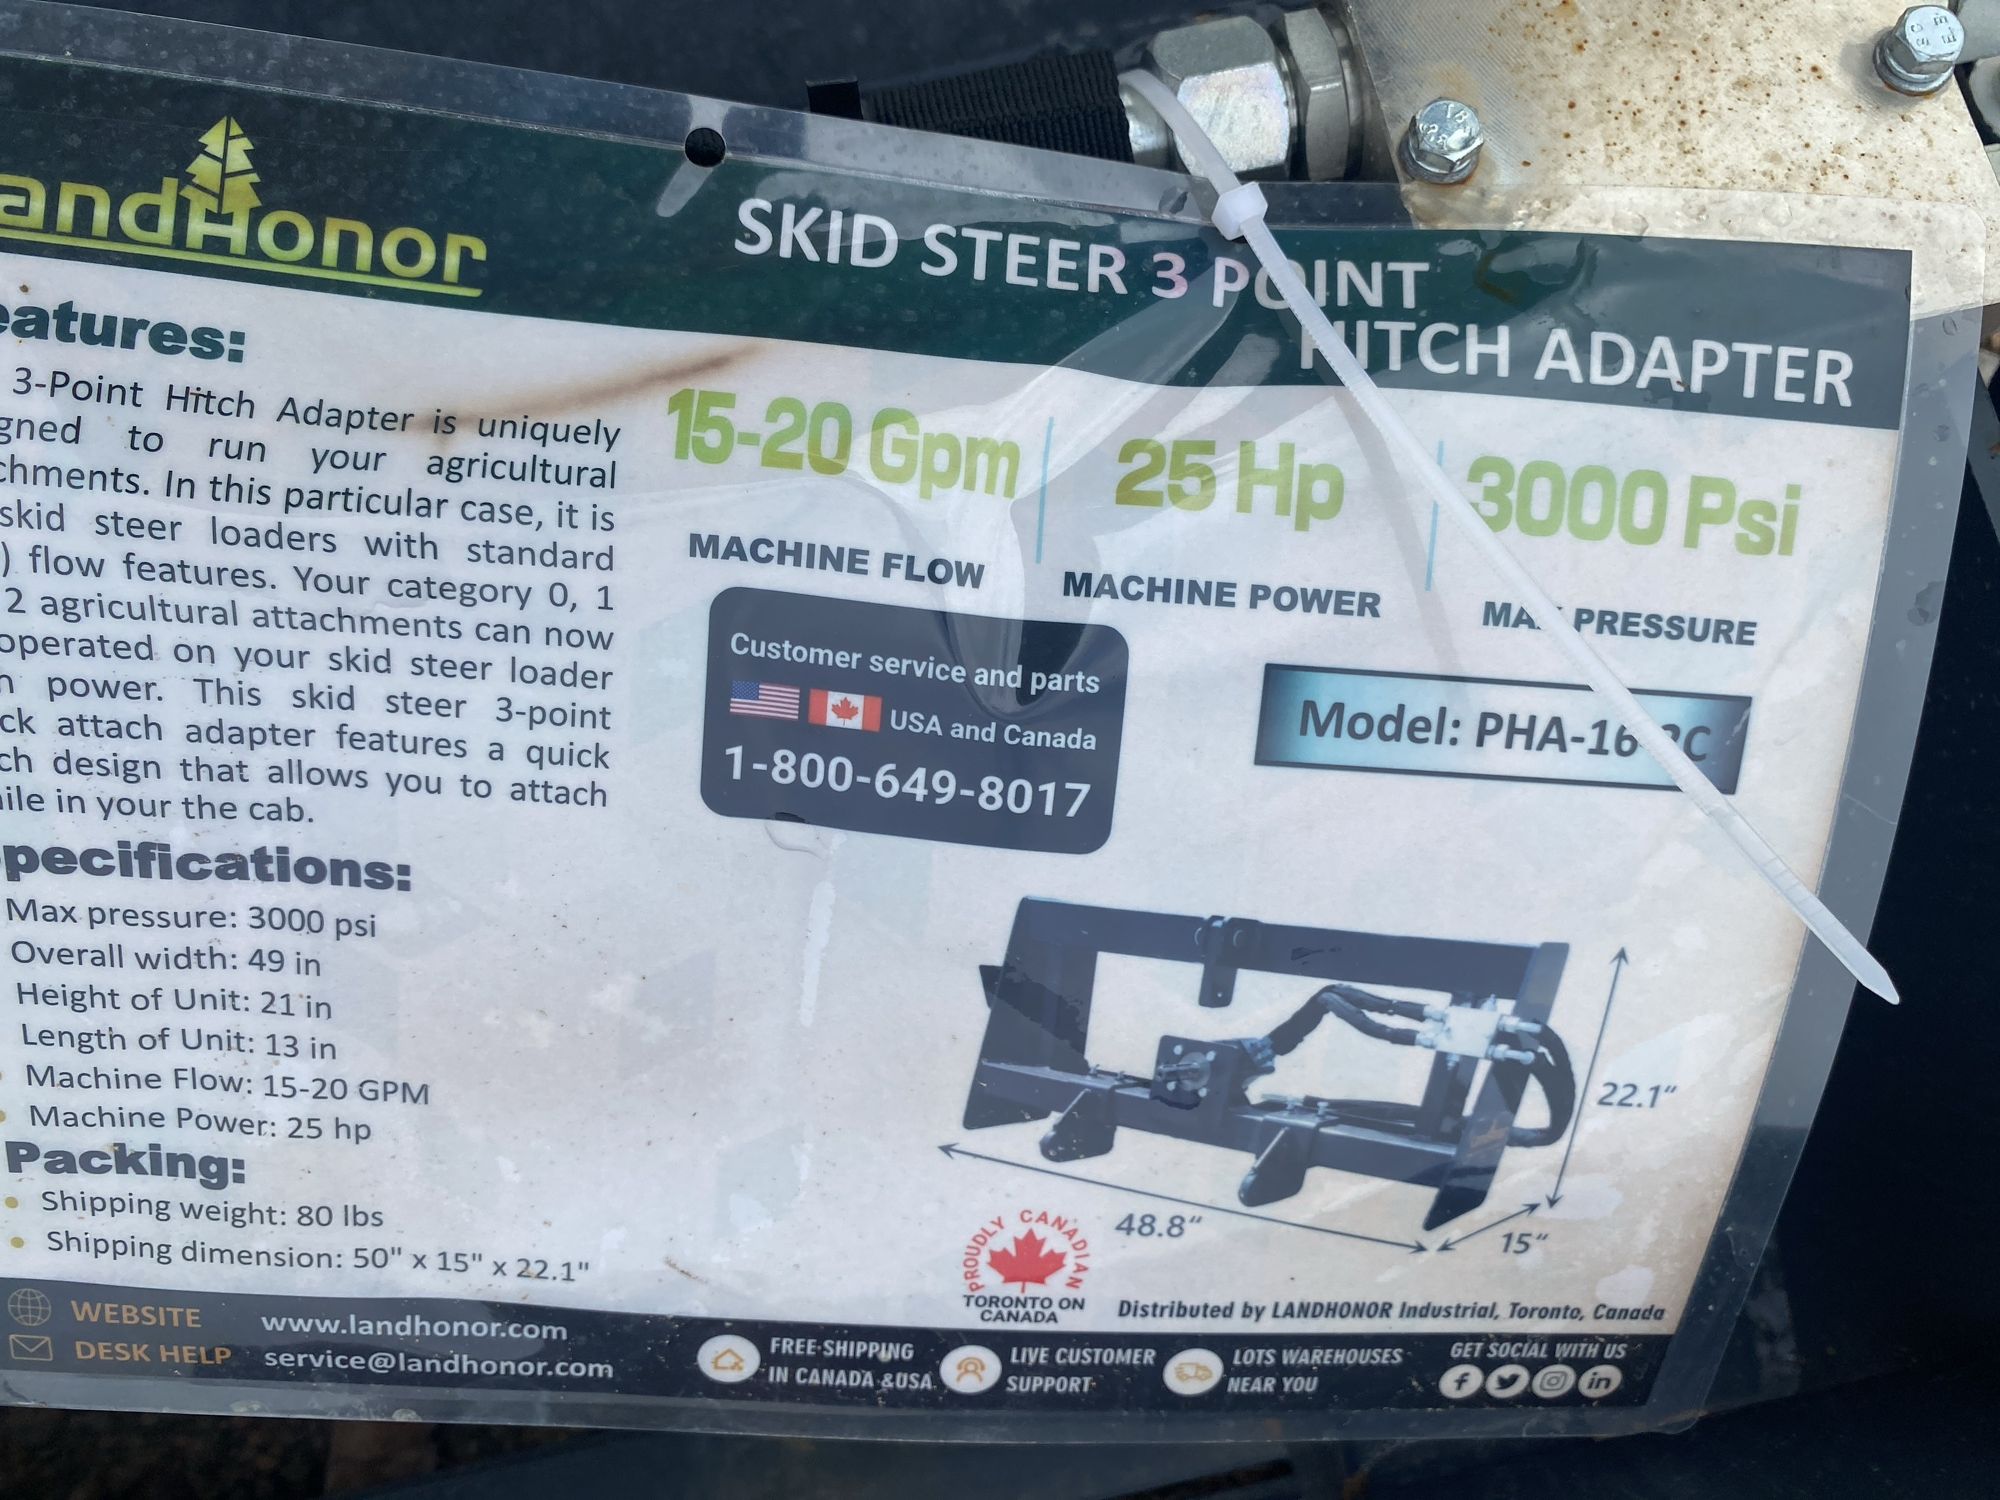 andHonor
SKID STEER 3 POINT
HITCH ADAPTER
eatures:
3-Point Hitch Adapter is uniquely
gned to run your agricultural
chments. In this particular case, it is
skid steer loaders with standard
) flow features. Your category 0, 1
2 agricultural attachments can now
operated on your skid steer loader
n power. This skid steer 3-point
ck attach adapter features a quick
ch design that allows you to attach
ile in your the cab.
pecifications:
Max pressure: 3000 psi
Overall width: 49 in
Height of Unit: 21 in
Length of Unit: 13 in
Machine Flow: 15-20 GPM
Machine Power: 25 hp
Packing:
Shipping weight: 80 lbs
Shipping dimension: 50" x 15" x 22.1"
15-20 Gpm
MACHINE FLOW
25 Hp
MACHINE POWER
3000 Psi
MAX PRESSURE
Customer service and parts
USA and Canada
1-800-649-8017
Model: PHA-16 2C
22.1"
48.8"
15"
PROUDLY CANADIAN
TORONTO ON
CANADA
Distributed by LANDHONOR Industrial, Toronto, Canada
WEBSITE www.landhonor.com
DESK HELP service@landhonor.com
FREE-SHIPPING
IN CANADA &USA
LIVE CUSTOMER
SUPPORT
LOTS WAREHOUSES
NEAR YOU
GET SOCIAL WITH US